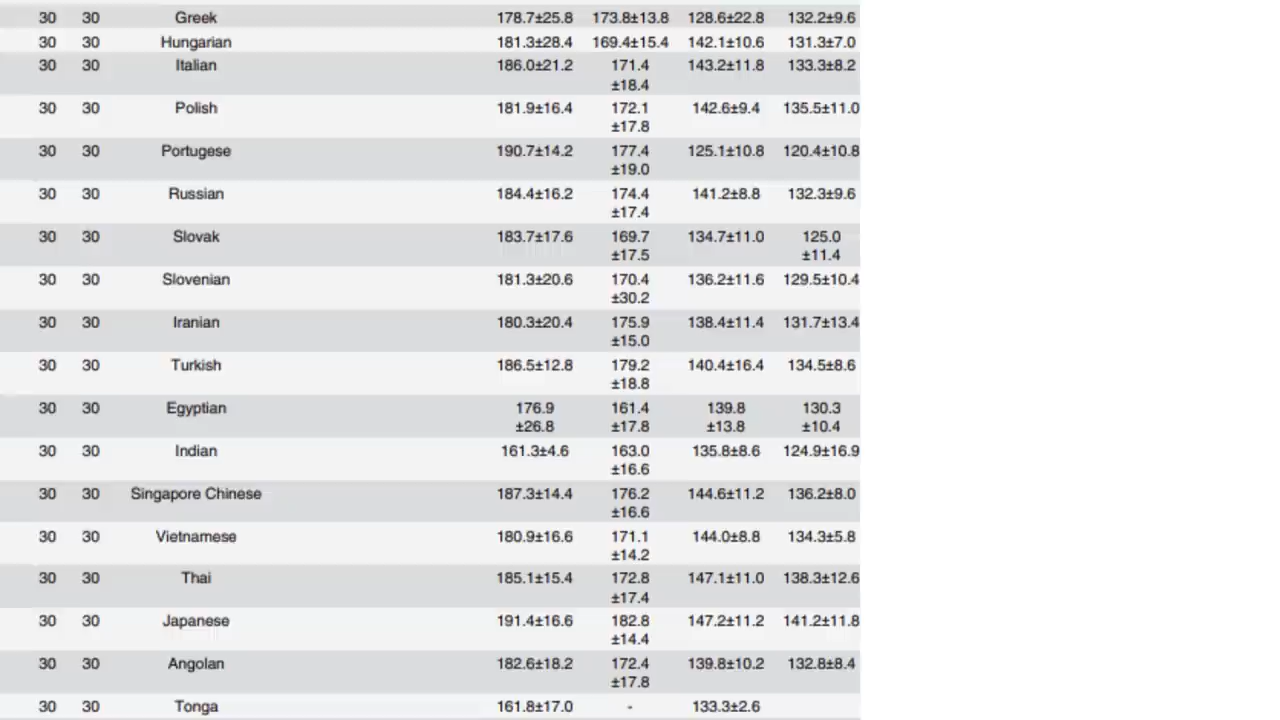 30 30 Greek 178.7±25.8 173.8±13.8 128.6±22.8 132.2±9.6
30 30 Hungarian 181.3±28.4 169.4±15.4 142.1±10.6 131.3±7.0
30 30 Italian 186.0±21.2 171.4 143.2±11.8 133.3±8.2
±18.4
30 30 Polish 181.9±16.4 172.1 142.6±9.4 135.5±11.0
±17.8
30 30 Portugese 190.7±14.2 177.4 125.1±10.8 120.4±10.8
±19.0
30 30 Russian 184.4±16.2 174.4 141.2±8.8 132.3±9.6
±17.4
30 30 Slovak 183.7±17.6 169.7 134.7±11.0 125.0
±17.5 ±11.4
30 30 Slovenian 181.3±20.6 170.4 136.2±11.6 129.5±10.4
±30.2
30 30 Iranian 180.3±20.4 175.9 138.4±11.4 131.7±13.4
±15.0
30 30 Turkish 186.5±12.8 179.2 140.4±16.4 134.5±8.6
±18.8
30 30 Egyptian 176.9 161.4 139.8 130.3
±26.8 ±17.8 ±13.8 ±10.4
30 30 Indian 161.3±4.6 163.0 135.8±8.6 124.9±16.9
±16.6
30 30 Singapore Chinese 187.3±14.4 176.2 144.6±11.2 136.2±8.0
±16.6
30 30 Vietnamese 180.9±16.6 171.1 144.0±8.8 134.3±5.8
±14.2
30 30 Thai 185.1±15.4 172.8 147.1±11.0 138.3±12.6
±17.4
30 30 Japanese 191.4±16.6 182.8 147.2±11.2 141.2±11.8
±14.4
30 30 Angolan 182.6±18.2 172.4 139.8±10.2 132.8±8.4
±17.8
30 30 Tonga 161.8±17.0 - 133.3±2.6